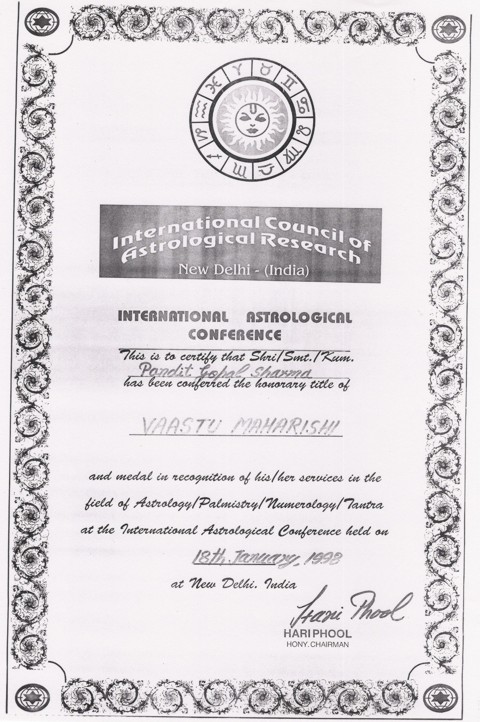 International Council of
Astrological Research
New Delhi - (India)
INTERNATIONAL ASTROLOGICAL
CONFERENCE
This is to certify that Shri/Smt./Kum.
Pandit Gopal Sharma
has been conferred the honorary title of
VAASTU MAHARISHI
and medal in recognition of his/her services in the
field of Astrology/Palmistry/Numerology/Tantra
at the International Astrological Conference held on
18th January, 1998
at New Delhi. India
Hari Phool
HARIPHOOL
HONY. CHAIRMAN